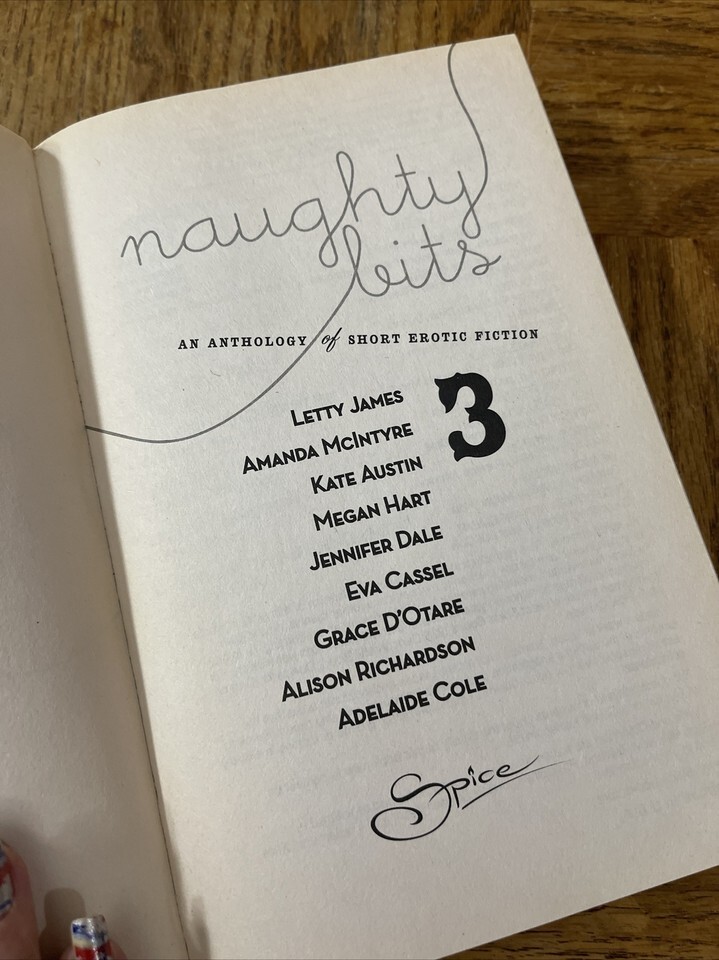 naughty
bits
AN ANTHOLOGY of SHORT EROTIC FICTION
3
LETTY JAMES
AMANDA MCINTYRE
KATE AUSTIN
MEGAN HART
JENNIFER DALE
EVA CASSEL
GRACE D'OTARE
ALISON RICHARDSON
ADELAIDE COLE
Spice